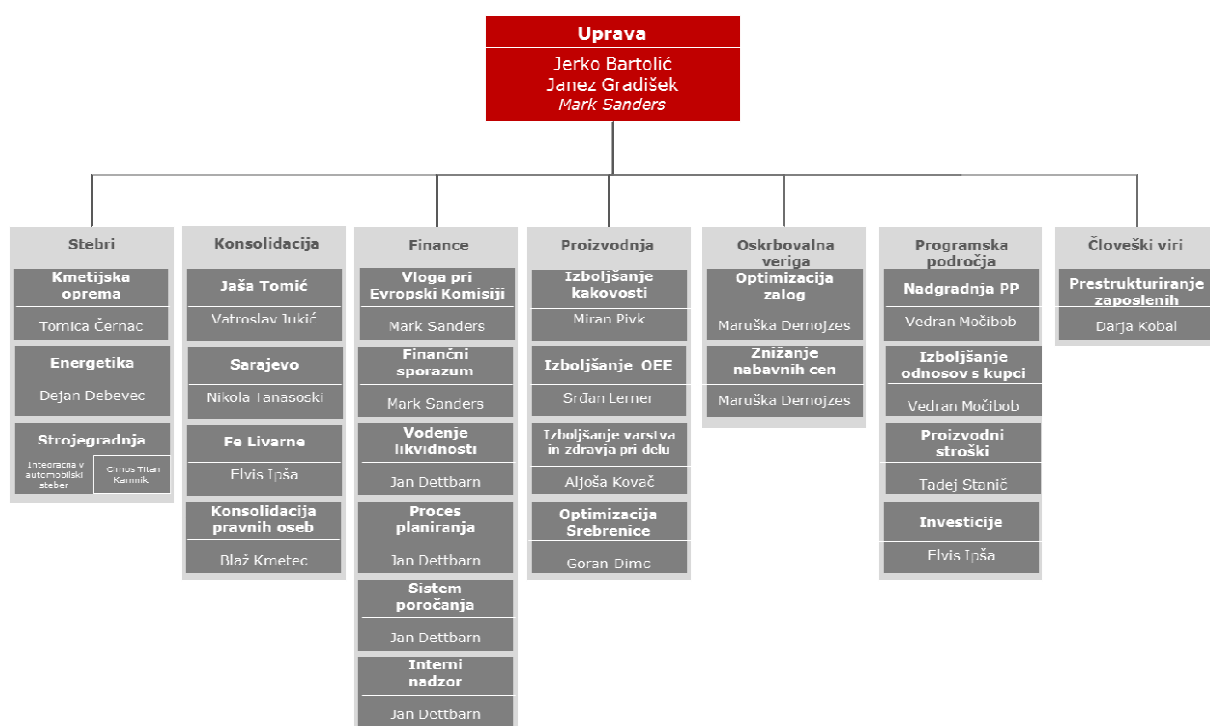 Uprava
Jerko Bartolić
Janez Gradišek
Mark Sanders
Stebri
Kmetijska
oprema
Tomica Černac
Energetika
Dejan Debevec
Strojegradnja
Integracija v
automobilski
steber
Cimos Titan
Kamnik
Konsolidacija
Jaša Tomić
Vatroslav Jukić
Sarajevo
Nikola Tanasoski
Fe Livarne
Elvis Ipša
Konsolidacija
pravnih oseb
Blaž Kmetec
Finance
Vloga pri
Evropski Komisiji
Mark Sanders
Finančni
sporazum
Mark Sanders
Vodenje
likvidnosti
Jan Dettbarn
Proces
planiranja
Jan Dettbarn
Sistem
poročanja
Jan Dettbarn
Interni
nadzor
Jan Dettbarn
Proizvodnja
Izboljšanje
kakovosti
Miran Pivk
Izboljšanje OEE
Srđan Lerner
Izboljšanje varstva
in zdravja pri delu
Aljoša Kovač
Optimizacija
Srebrenice
Goran Dimc
Oskrbovalna
veriga
Optimizacija
zalog
Maruška Demojzes
Znižanje
nabavnih cen
Maruška Demojzes
Programska
področja
Nadgradnja PP
Vedran Močibob
Izboljšanje
odnosov s kupci
Vedran Močibob
Proizvodni
stroški
Tadej Stanič
Investicije
Elvis Ipša
Človeški viri
Prestrukturiranje
zaposlenih
Darja Kobal